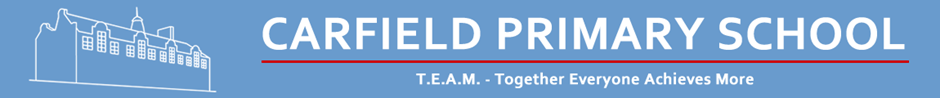 CARFIELD PRIMARY SCHOOL
T.E.A.M. - Together Everyone Achieves More